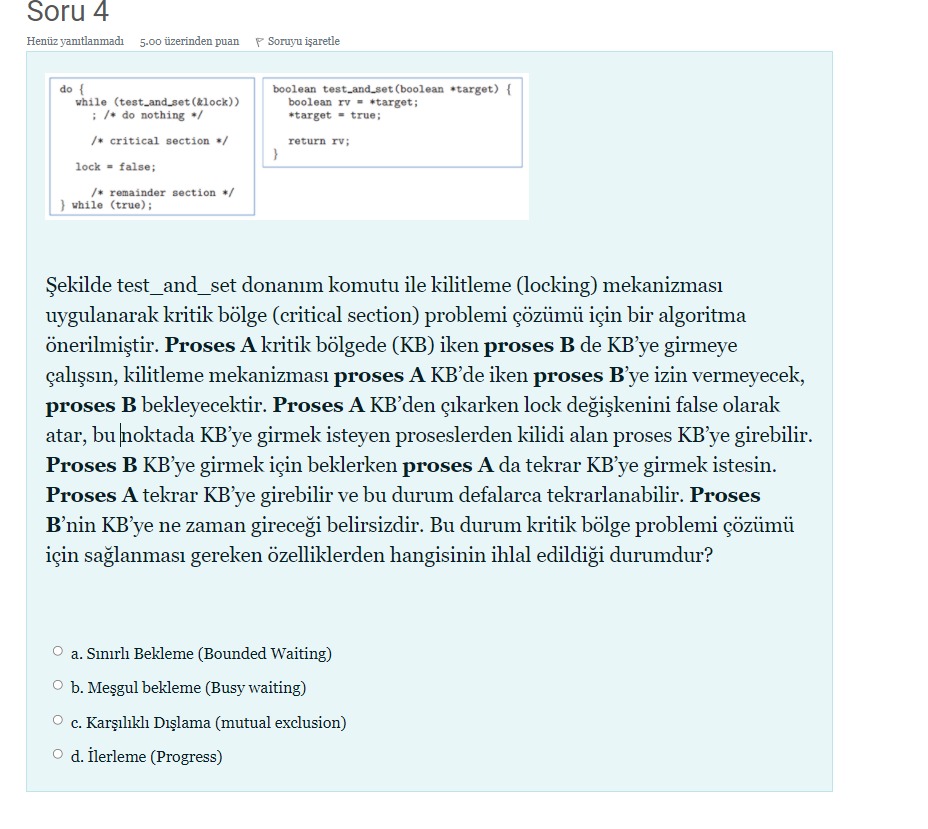 Soru 4
Henüz yanıtlanmadı 5.00 üzerinden puan Soruyu işaretle
do {
while (test_and_set(&lock))
; /* do nothing */
/* critical section */
lock = false;
/* remainder section */
} while (true);
boolean test_and_set(boolean *target) {
boolean rv = *target;
*target = true;
return rv;
}
Şekilde test_and_set donanım komutu ile kilitleme (locking) mekanizması
uygulanarak kritik bölge (critical section) problemi çözümü için bir algoritma
önerilmiştir. Proses A kritik bölgede (KB) iken proses B de KB’ye girmeye
çalışsın, kilitleme mekanizması proses A KB’de iken proses B’ye izin vermeyecek,
proses B bekleyecektir. Proses A KB’den çıkarken lock değişkenini false olarak
atar, bu noktada KB’ye girmek isteyen proseslerden kilidi alan proses KB’ye girebilir.
Proses B KB’ye girmek için beklerken proses A da tekrar KB’ye girmek istesin.
Proses A tekrar KB’ye girebilir ve bu durum defalarca tekrarlanabilir. Proses
B’nin KB’ye ne zaman gireceği belirsizdir. Bu durum kritik bölge problemi çözümü
için sağlanması gereken özelliklerden hangisinin ihlal edildiği durumdur?
a. Sınırlı Bekleme (Bounded Waiting)
b. Meşgul bekleme (Busy waiting)
c. Karşılıklı Dışlama (mutual exclusion)
d. İlerleme (Progress)